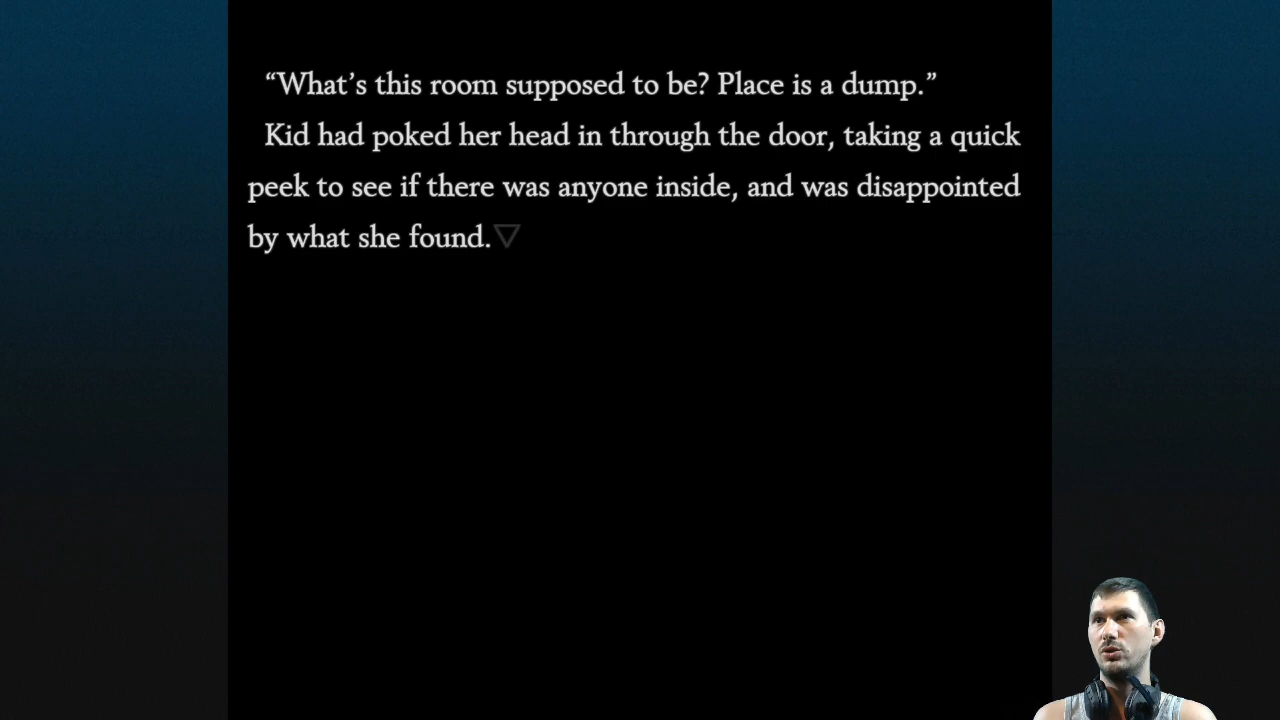 “What’s this room supposed to be? Place is a dump.”
Kid had poked her head in through the door, taking a quick
peek to see if there was anyone inside, and was disappointed
by what she found.